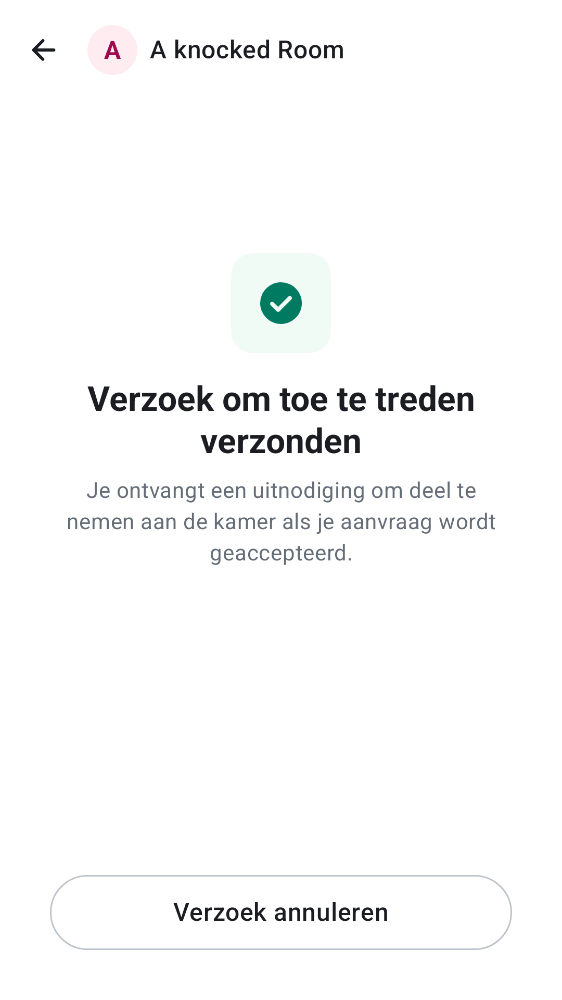 A
A knocked Room
Verzoek om toe te treden
verzonden
Je ontvangt een uitnodiging om deel te
nemen aan de kamer als je aanvraag wordt
geaccepteerd.
Verzoek annuleren